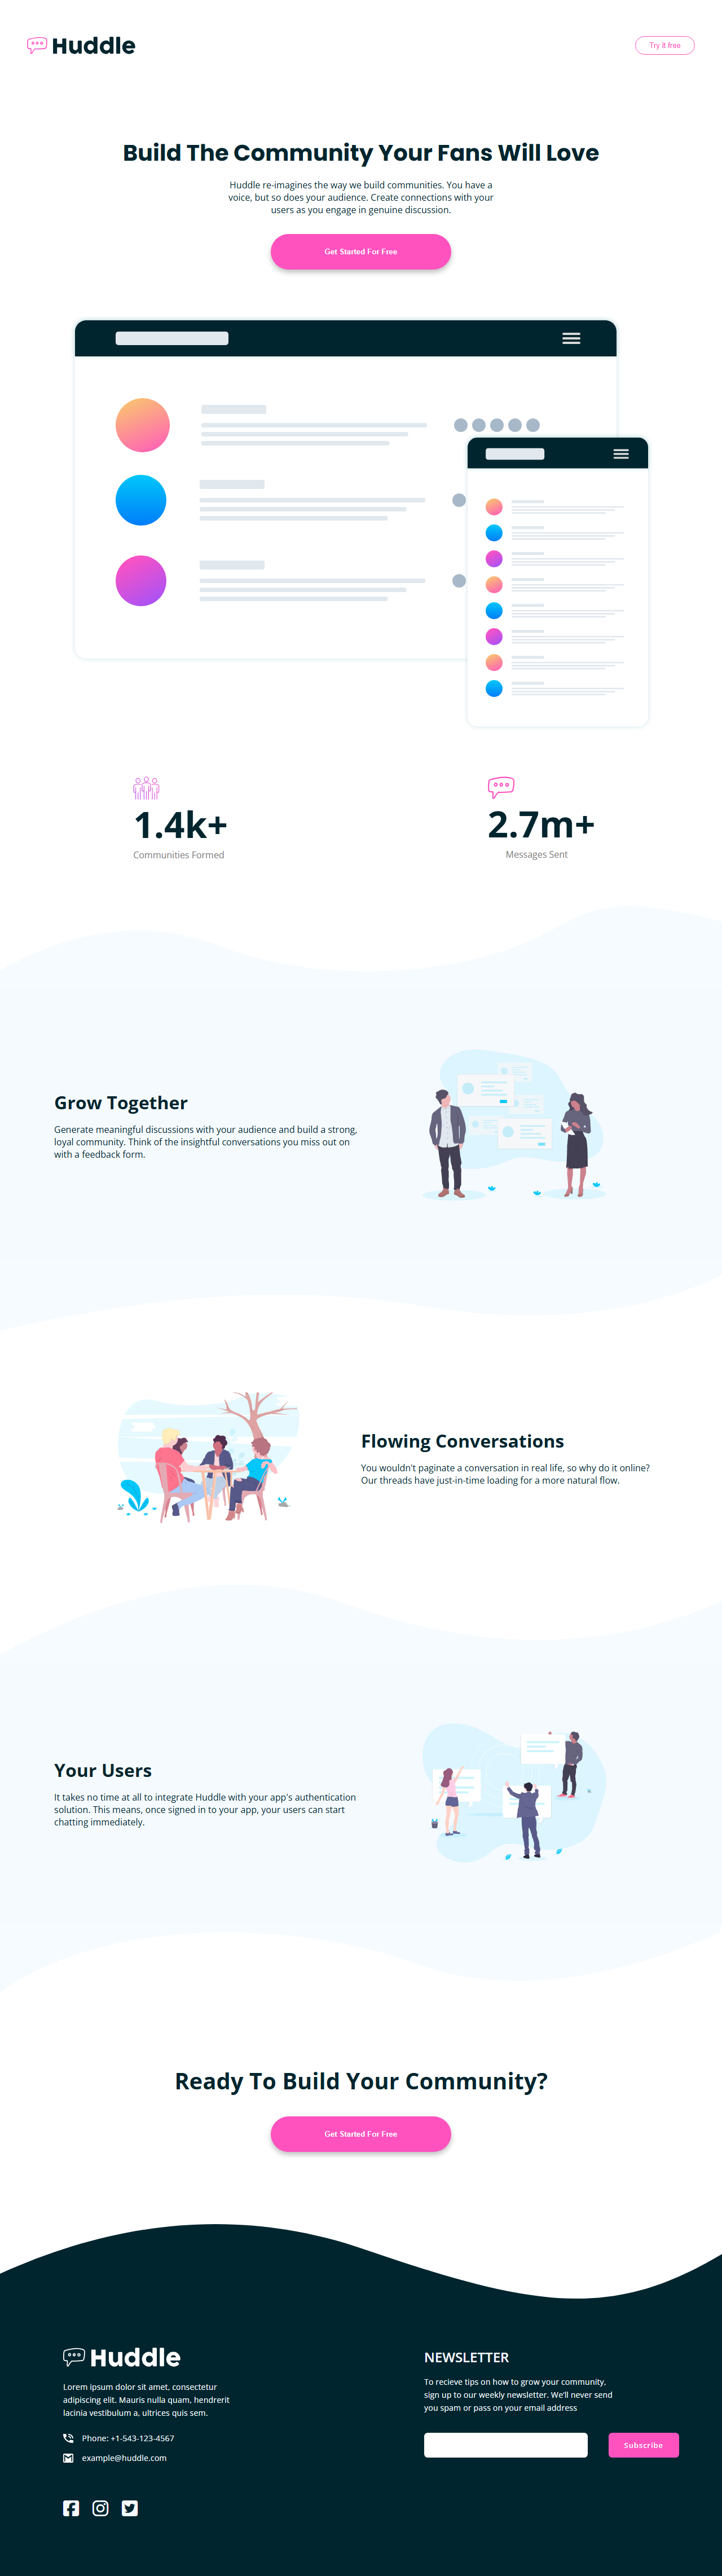 Huddle
Try it free
Build The Community Your Fans Will Love
Huddle re-imagines the way we build communities. You have a
voice, but so does your audience. Create connections with your
users as you engage in genuine discussion.
Get Started For Free
1.4k+
Communities Formed
2.7m+
Messages Sent
Grow Together
Generate meaningful discussions with your audience and build a strong,
loyal community. Think of the insightful conversations you miss out on
with a feedback form.
Flowing Conversations
You wouldn't paginate a conversation in real life, so why do it online?
Our threads have just-in-time loading for a more natural flow.
Your Users
It takes no time at all to integrate Huddle with your app's authentication
solution. This means, once signed in to your app, your users can start
chatting immediately.
Ready To Build Your Community?
Get Started For Free
Huddle
Lorem ipsum dolor sit amet, consectetur
adipiscing elit. Mauris nulla quam, hendrerit
lacinia vestibulum a, ultrices quis sem.
Phone: +1-543-123-4567
example@huddle.com
NEWSLETTER
To recieve tips on how to grow your community,
sign up to our weekly newsletter. We'll never send
you spam or pass on your email address
Subscribe